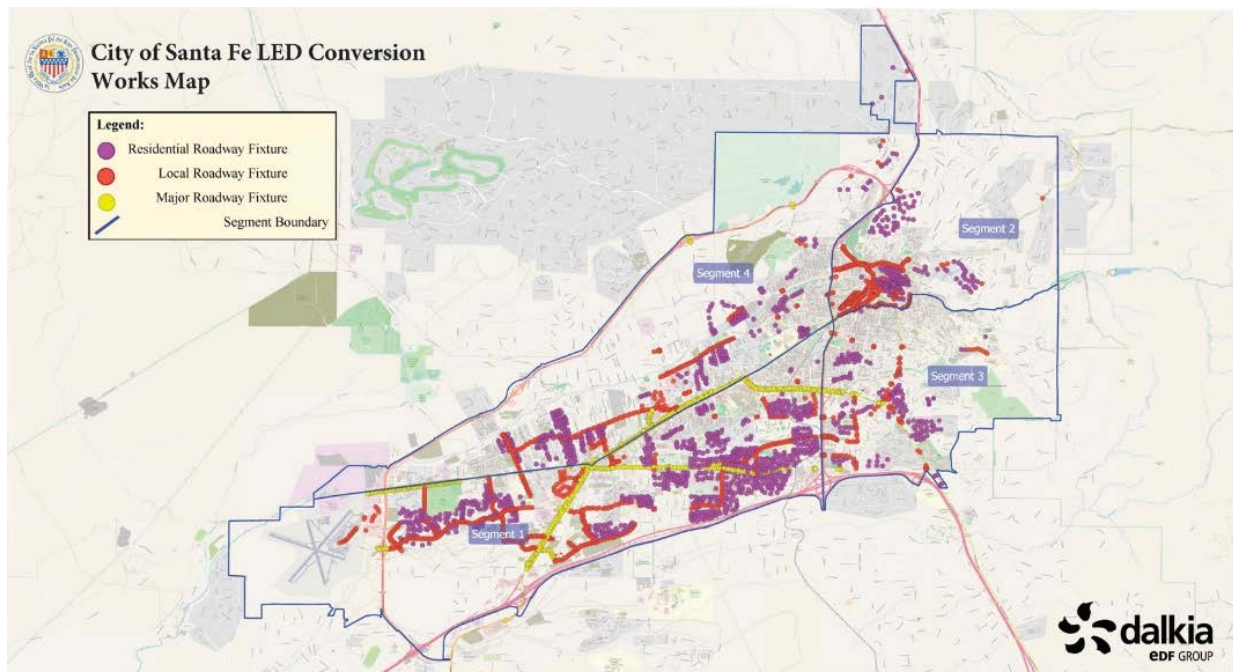 City of Santa Fe LED Conversion
Works Map
Legend:
Residential Roadway Fixture
Local Roadway Fixture
Major Roadway Fixture
Segment Boundary
Segment 2
Segment 4
Segment 3
Segment 1
dalkia
eDF GROUP